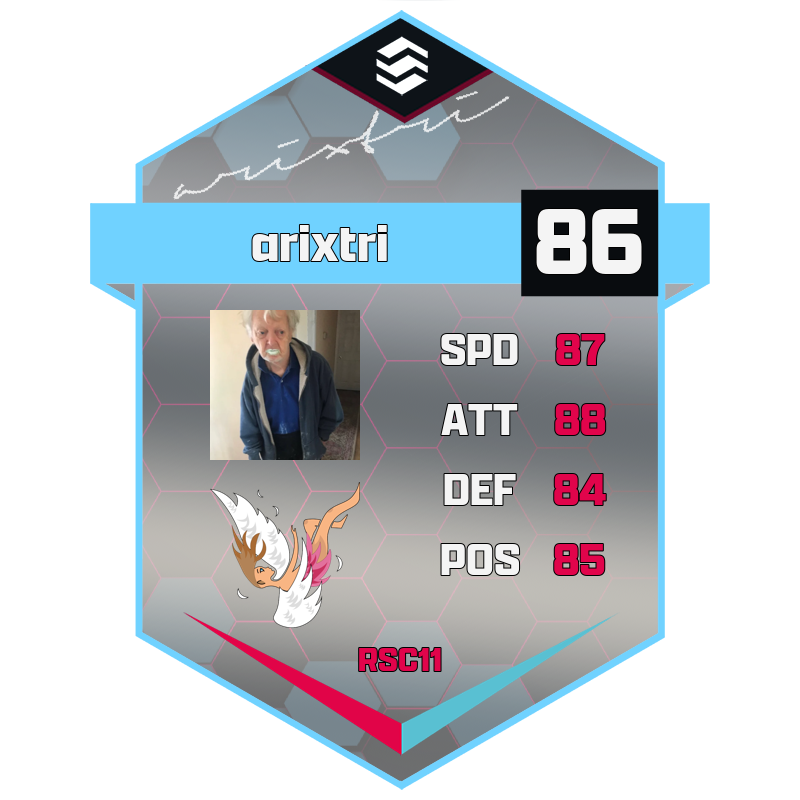 arixtri
arixtri
86
SPD 87
ATT 88
DEF 84
POS 85
RSC11